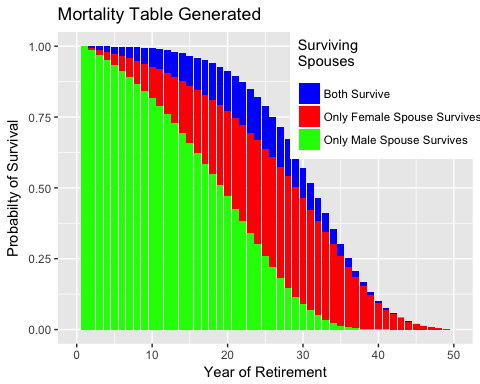 Mortality Table Generated
Surviving
Spouses
Both Survive
Only Female Spouse Survives
Only Male Spouse Survives
Probabilty of Survival
1.00
0.75
0.50
0.25
0.00
0 10 20 30 40 50
Year of Retirement